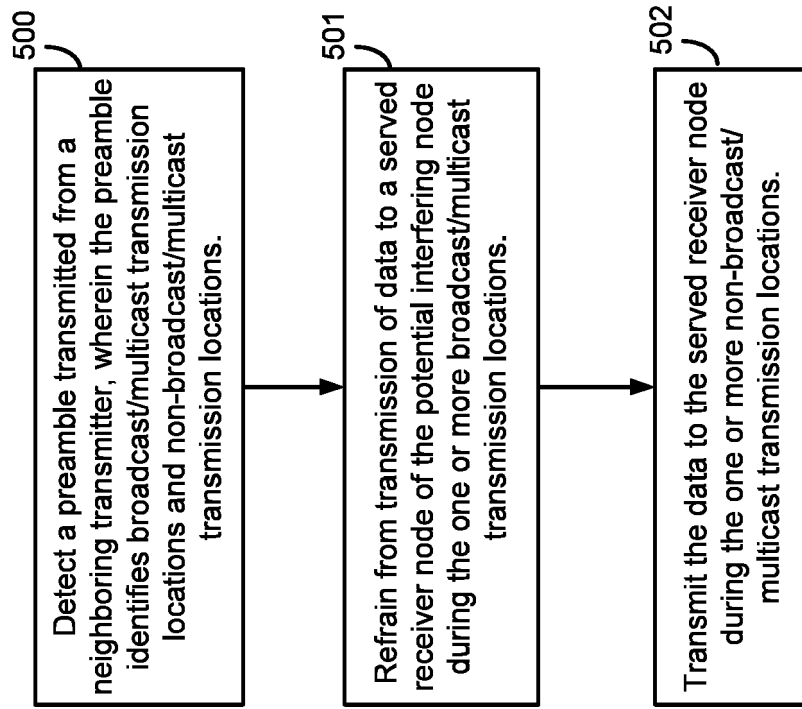 500
Detect a preamble transmitted from a
neighboring transmitter, wherein the preamble
identifies broadcast/multicast transmission
locations and non-broadcast/multicast
transmission locations.
501
Refrain from transmission of data to a served
receiver node of the potential interfering node
during the one or more broadcast/multicast
transmission locations.
502
Transmit the data to the served receiver node
during the one or more non-broadcast/
multicast transmission locations.